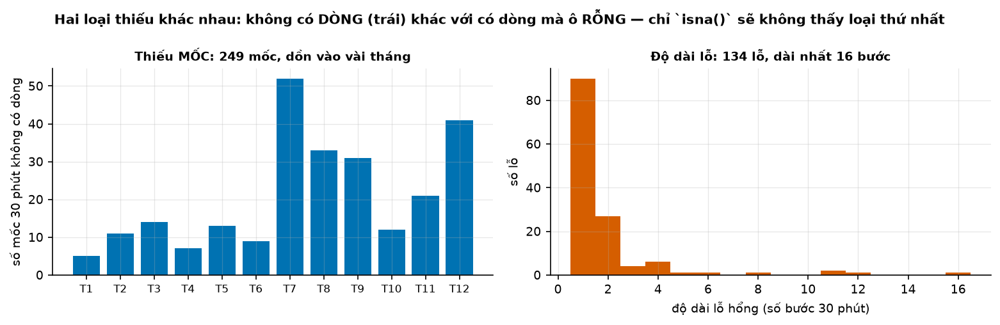 Hai loại thiếu khác nhau: không có DÒNG (trái) khác với có dòng mà ô RỖNG — chỉ `isna()` sẽ không thấy loại thứ nhất
Thiếu MỐC: 249 mốc, dồn vào vài tháng
số mốc 30 phút không có dòng
50
40
30
20
10
0
T1 T2 T3 T4 T5 T6 T7 T8 T9 T10 T11 T12
Độ dài lỗ: 134 lỗ, dài nhất 16 bước
số lỗ
80
60
40
20
0
0 2 4 6 8 10 12 14 16
độ dài lỗ hổng (số bước 30 phút)